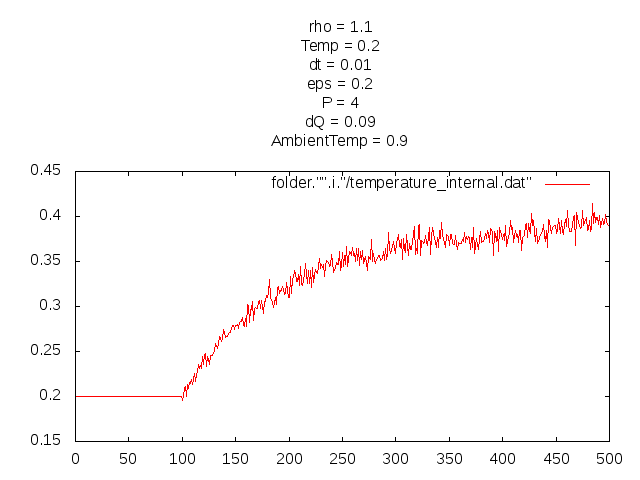 rho = 1.1
Temp = 0.2
dt = 0.01
eps = 0.2
P = 4
dQ = 0.09
AmbientTemp = 0.9
folder."".i."/temperature_internal.dat"
0.45
0.4
0.35
0.3
0.25
0.2
0.15
0 50 100 150 200 250 300 350 400 450 500